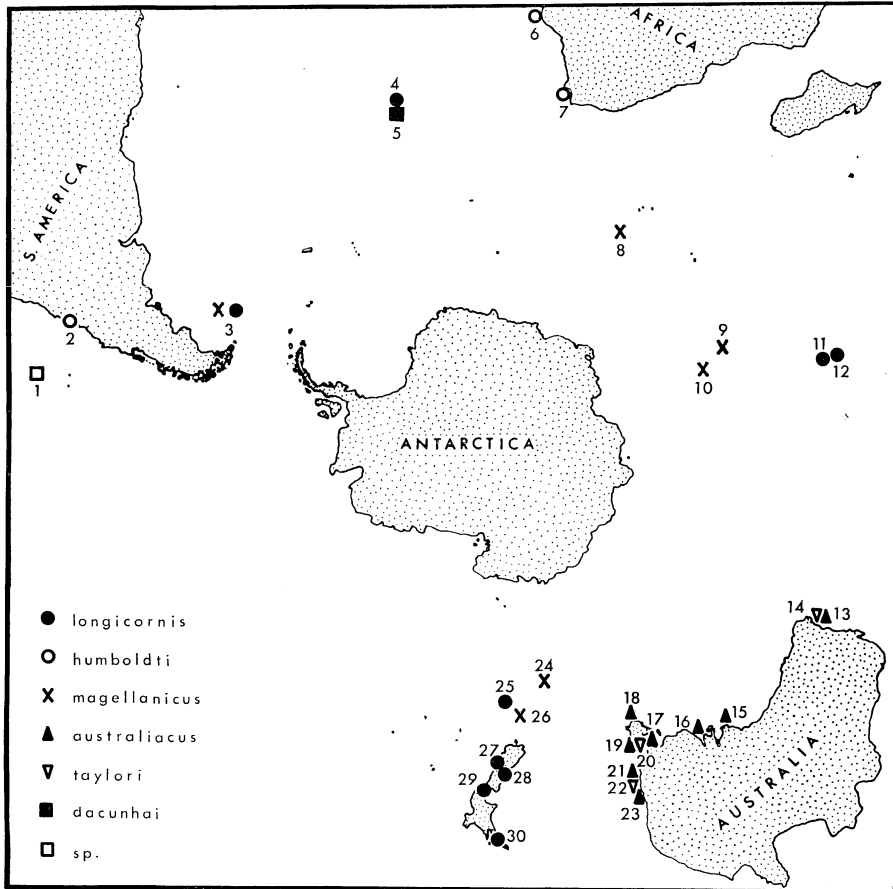 AFRICA
6
4
7
5
S. AMERICA
8
3
9
2
11
10
12
1
ANTARCTICA
longicornis
humboldti
magellanicus
australiacus
taylori
dacunhai
sp.
14
13
24
25
18
26
17
16
15
19
20
27
21
28
29
22
23
AUSTRALIA
30